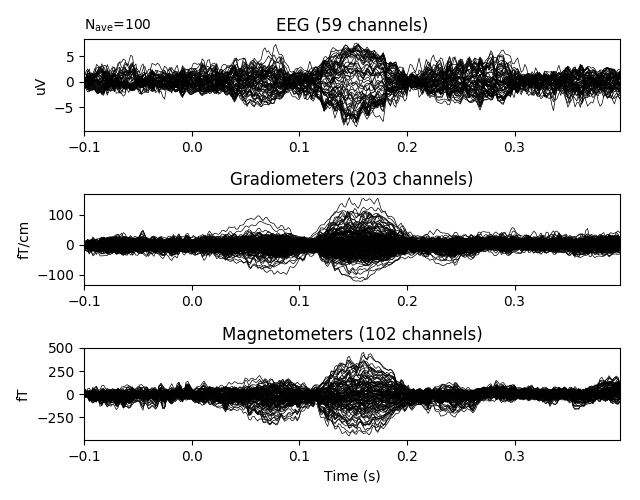 N_ave=100
EEG (59 channels)
uV
5
0
−5
−0.1 0.0 0.1 0.2 0.3
Gradiometers (203 channels)
fT/cm
100
0
−100
−0.1 0.0 0.1 0.2 0.3
Magnetometers (102 channels)
fT
500
250
0
−250
−0.1 0.0 0.1 0.2 0.3
Time (s)